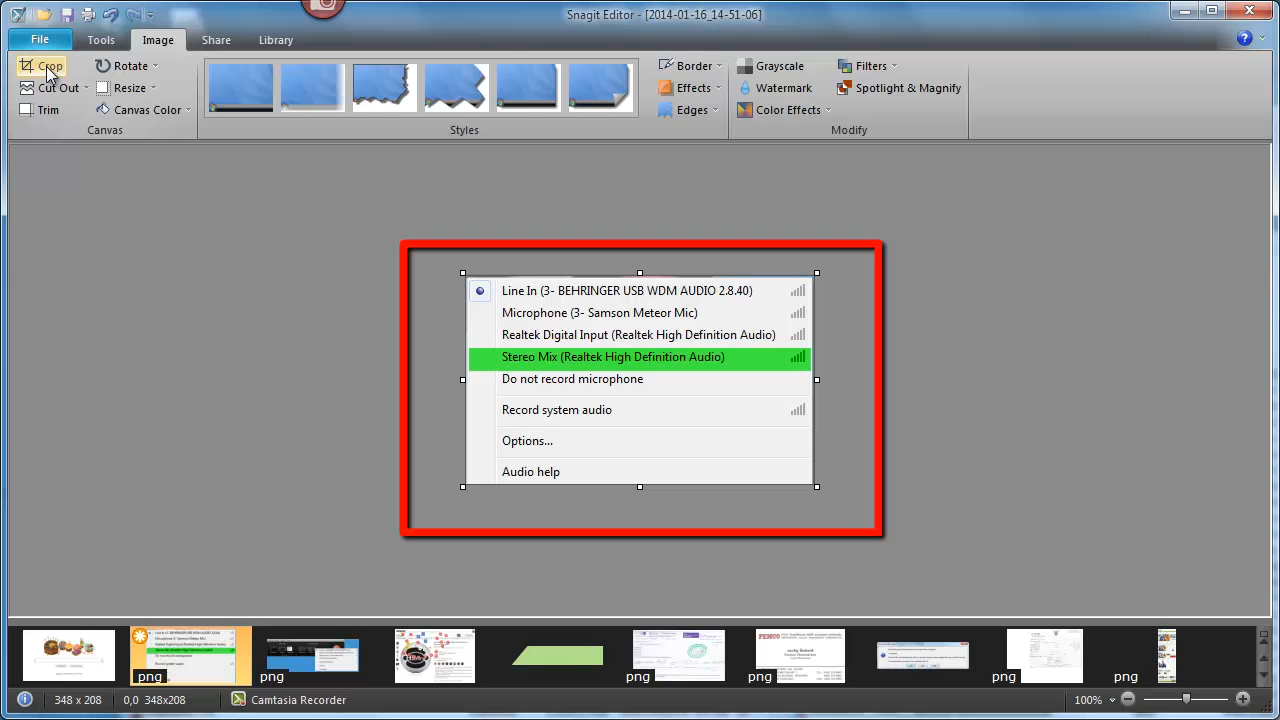 Snagit Editor - [2014-01-16_14-51-06]
File Tools Image Share Library
Crop Rotate Border Grayscale Filters
Cut Out Resize Effects Watermark Spotlight & Magnify
Trim Canvas Color Edges Color Effects
Canvas Styles Modify
Line In (3- BEHRINGER USB WDM AUDIO 2.8.40)
Microphone (3- Samson Meteor Mic)
Realtek Digital Input (Realtek High Definition Audio)
Stereo Mix (Realtek High Definition Audio)
Do not record microphone
Record system audio
Options...
Audio help
png png png png png png
348 x 208 0,0 348x208 Camtasia Recorder 100%